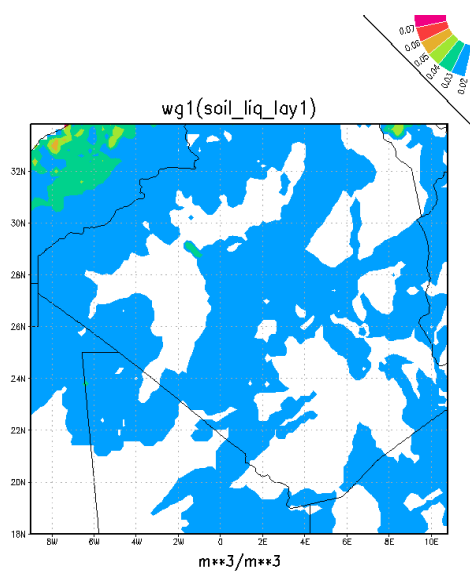 0.07
0.06
0.05
0.04
0.03
0.02
wg1(soil_liq_lay1)
32N
30N
28N
26N
24N
22N
20N
18N
8W 6W 4W 2W 0 2E 4E 6E 8E 10E
m**3/m**3